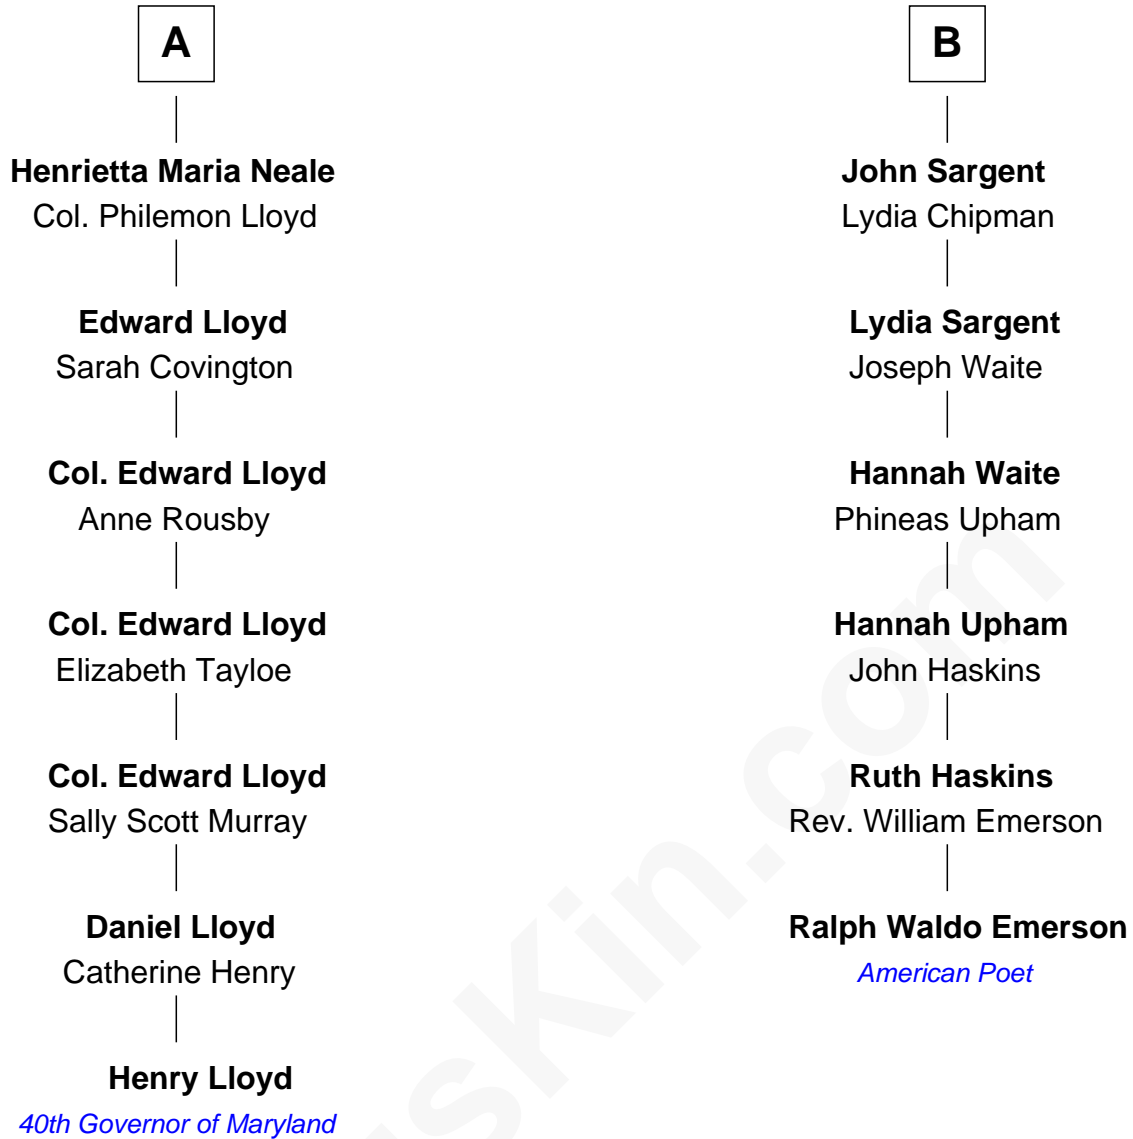 A
Henrietta Maria Neale
Col. Philemon Lloyd
Edward Lloyd
Sarah Covington
Col. Edward Lloyd
Anne Rousby
Col. Edward Lloyd
Elizabeth Tayloe
Col. Edward Lloyd
Sally Scott Murray
Daniel Lloyd
Catherine Henry
Henry Lloyd
40th Governor of Maryland
B
John Sargent
Lydia Chipman
Lydia Sargent
Joseph Waite
Hannah Waite
Phineas Upham
Hannah Upham
John Haskins
Ruth Haskins
Rev. William Emerson
Ralph Waldo Emerson
American Poet